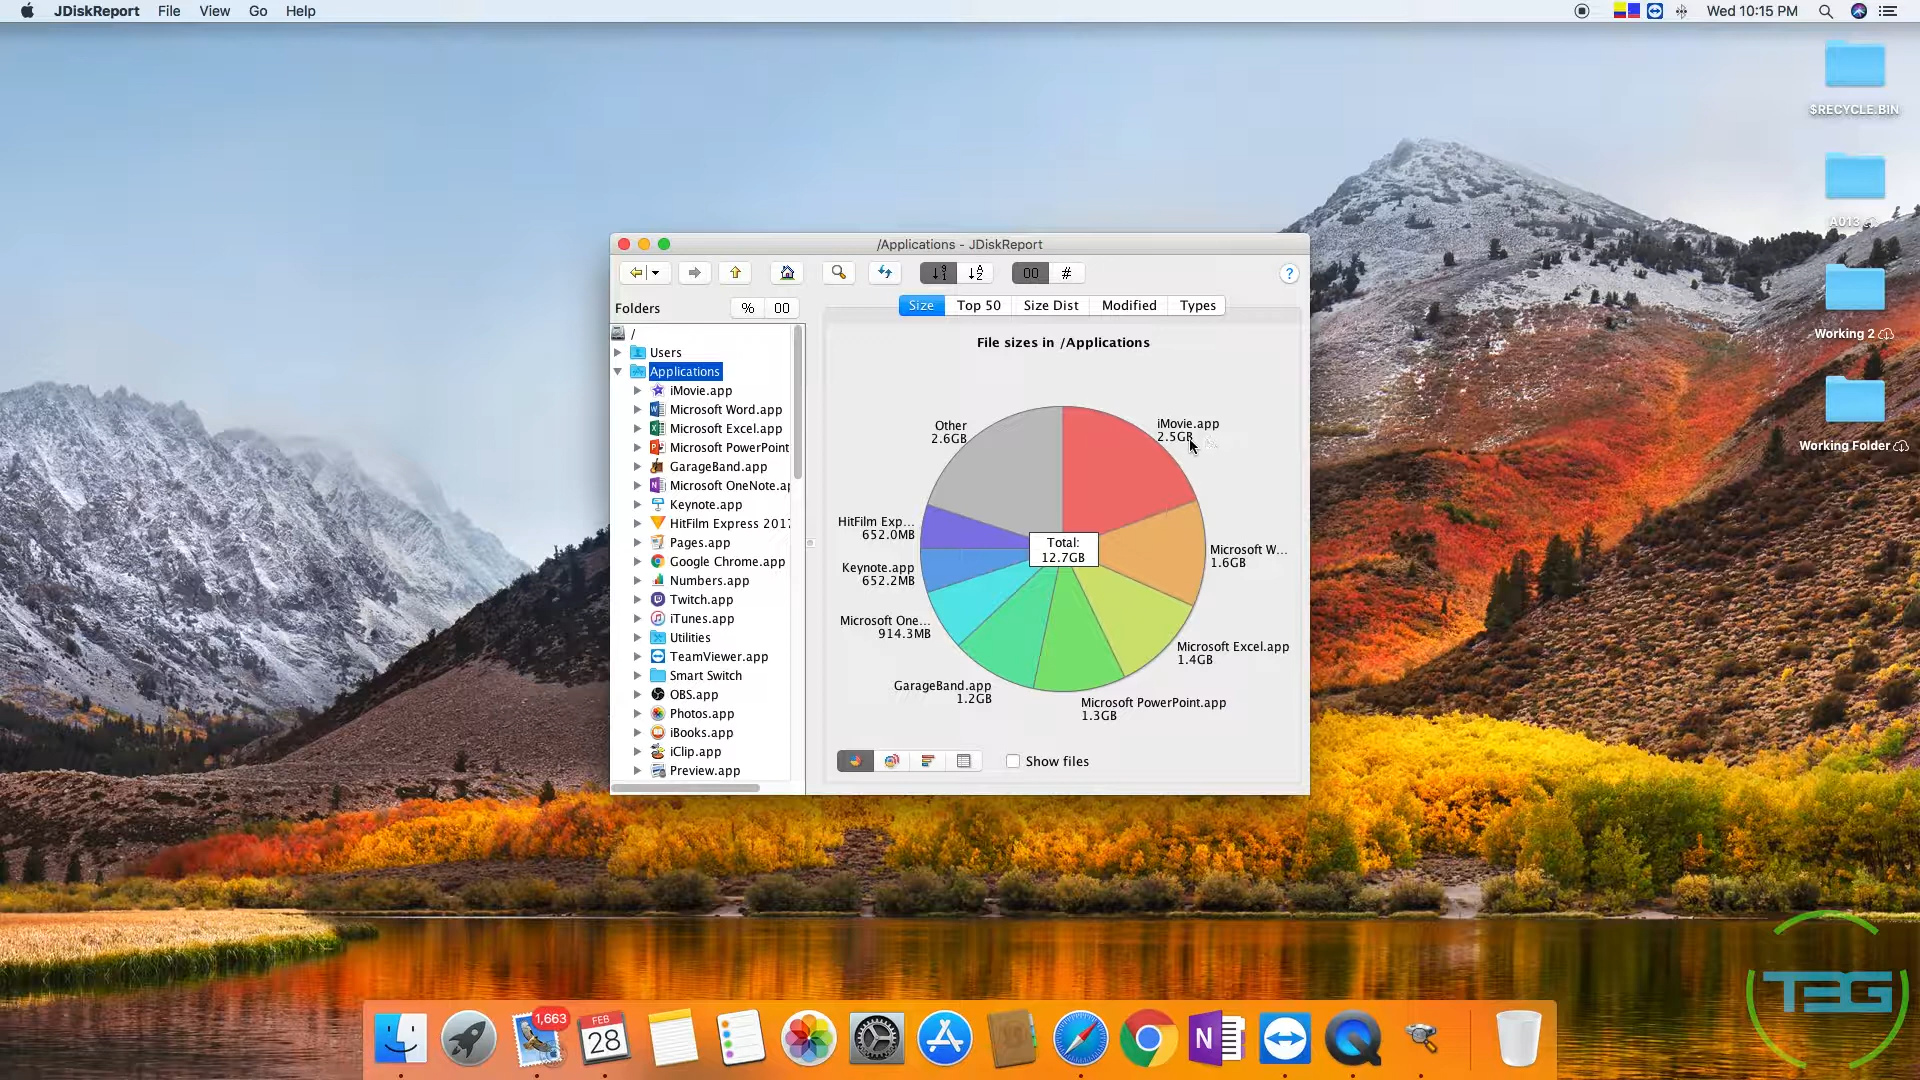 JDiskReport File View Go Help
Wed 10:15 PM
$RECYCLE.BIN
A013
Working 2
Working Folder
/Applications - JDiskReport
?
00 #
Folders % 00
Size Top 50 Size Dist Modified Types
/
Users
Applications
iMovie.app
Microsoft Word.app
Microsoft Excel.app
Microsoft PowerPoint
GarageBand.app
Microsoft OneNote.ap
Keynote.app
HitFilm Express 2017
Pages.app
Google Chrome.app
Numbers.app
Twitch.app
iTunes.app
Utilities
TeamViewer.app
Smart Switch
OBS.app
Photos.app
iBooks.app
iClip.app
Preview.app
File sizes in /Applications
Other
2.6GB
iMovie.app
2.5GB
HitFilm Exp...
652.0MB
Total:
12.7GB
Microsoft W...
1.6GB
Keynote.app
652.2MB
Microsoft One...
914.3MB
Microsoft Excel.app
1.4GB
GarageBand.app
1.2GB
Microsoft PowerPoint.app
1.3GB
Show files
1,663
FEB
28
N
TEG